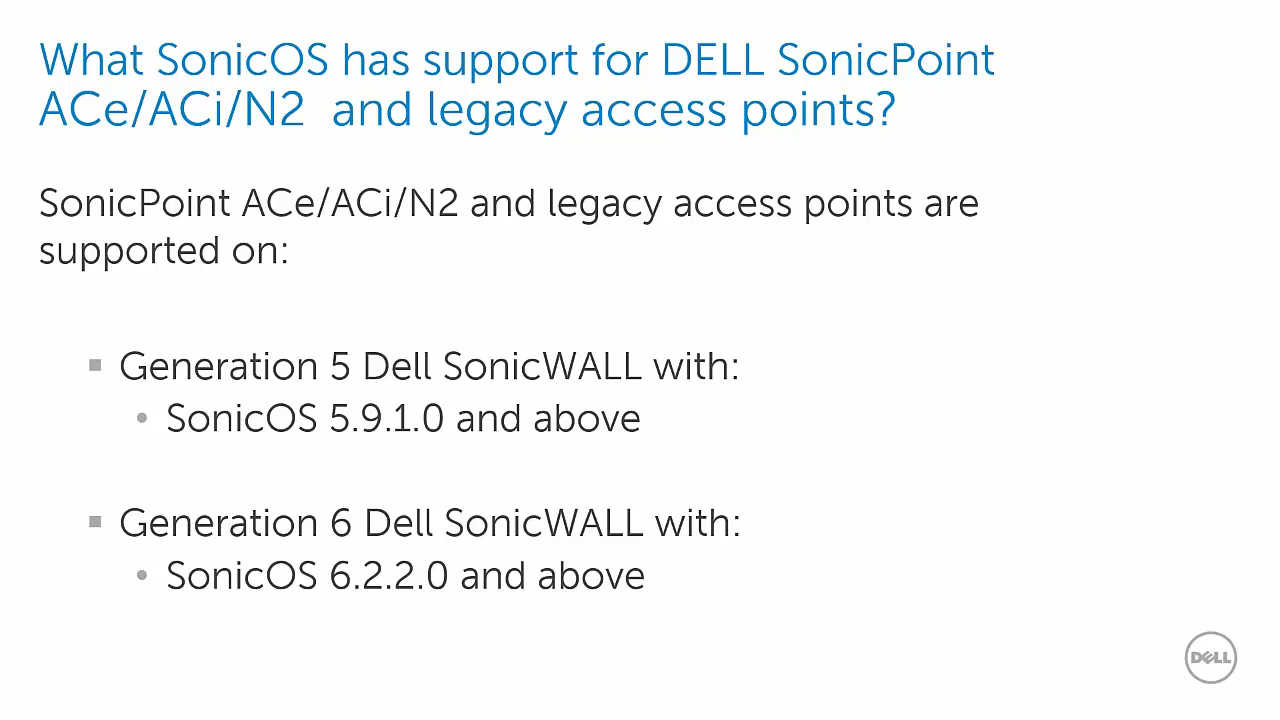 What SonicOS has support for DELL SonicPoint
ACe/ACi/N2  and legacy access points?
SonicPoint ACe/ACi/N2 and legacy access points are
supported on:
▪ Generation 5 Dell SonicWALL with:
• SonicOS 5.9.1.0 and above
▪ Generation 6 Dell SonicWALL with:
• SonicOS 6.2.2.0 and above
DELL